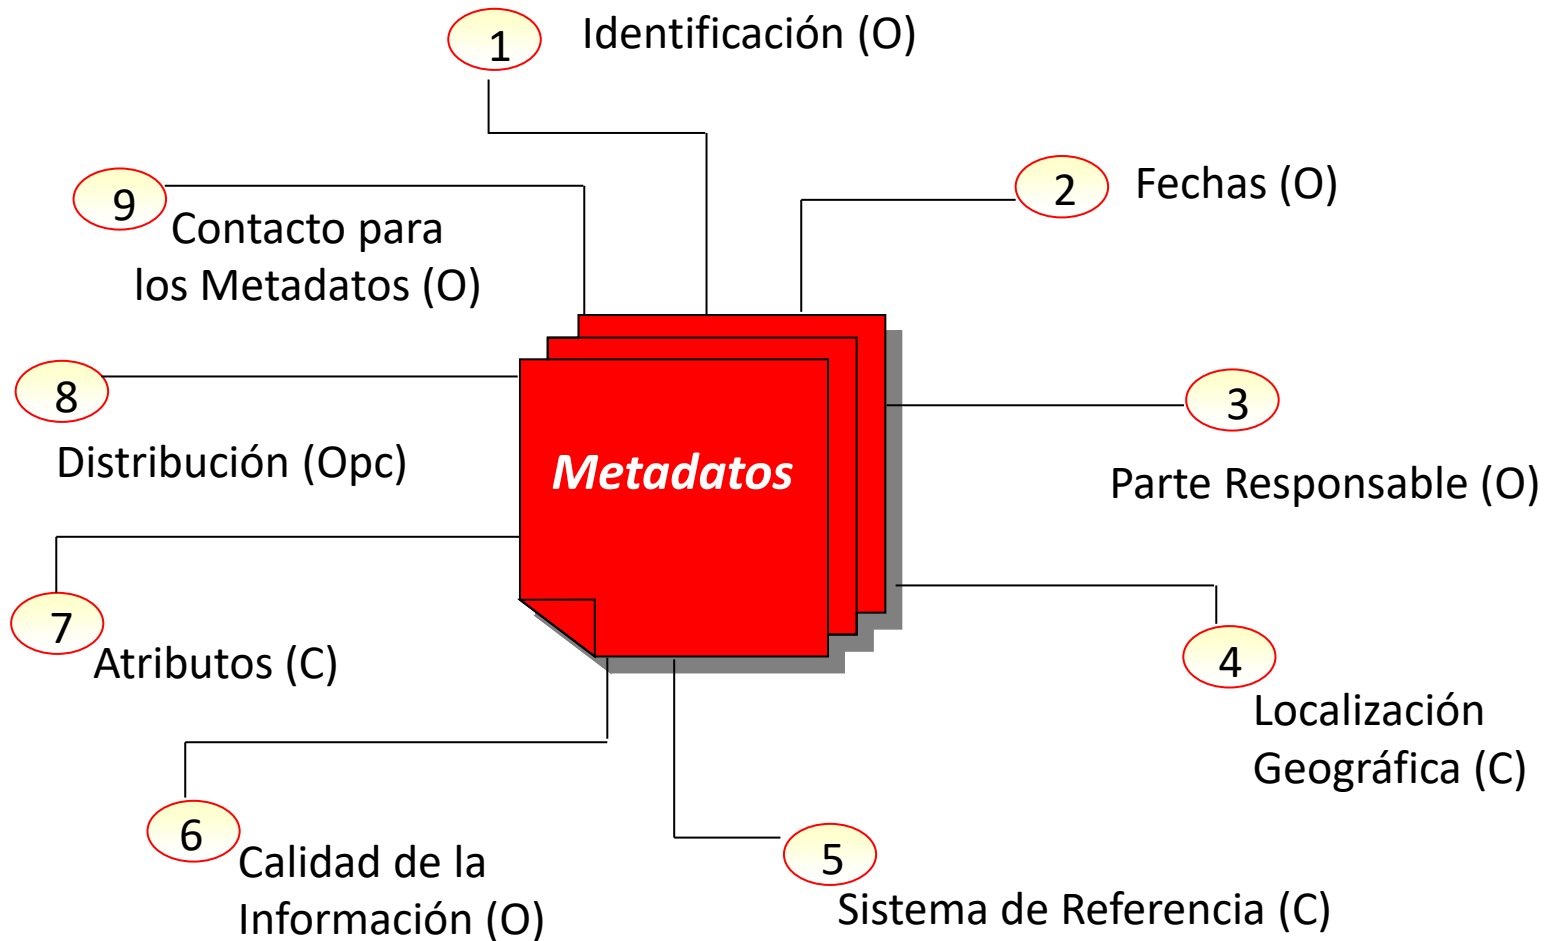 1
Identificación (O)
2
Fechas (O)
3
Parte Responsable (O)
4
Localización
Geográfica (C)
5
Sistema de Referencia (C)
6
Calidad de la
Información (O)
7
Atributos (C)
8
Distribución (Opc)
9
Contacto para
los Metadatos (O)
Metadatos